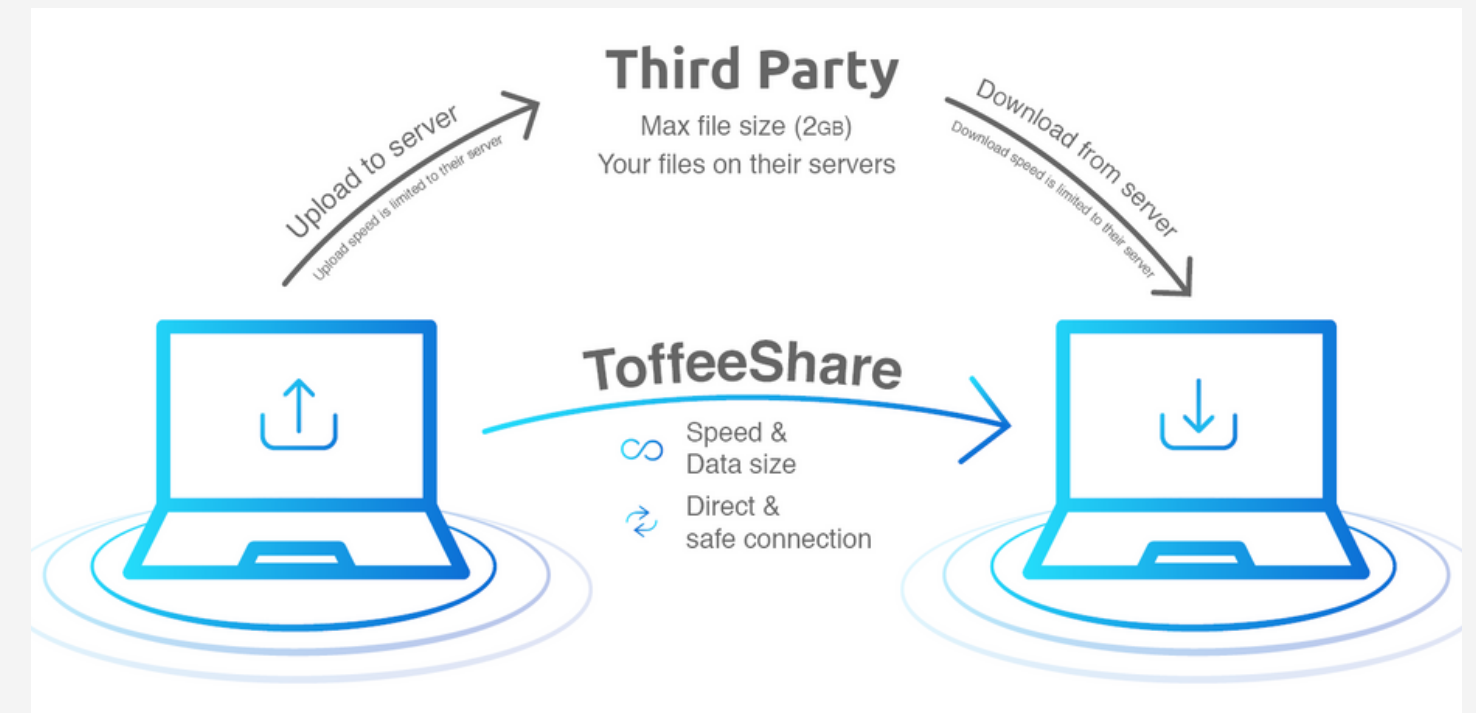 Third Party
Max file size (2GB)
Your files on their servers
Upload to server
Upload speed is limited to their server
Download from server
Download speed is limited to their server
ToffeeShare
Speed &
Data size
Direct &
safe connection